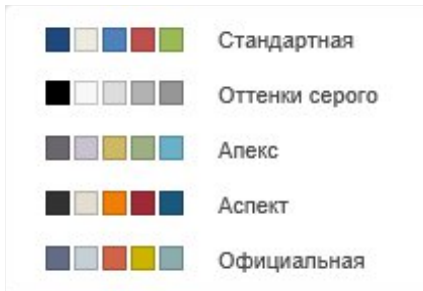 Стандартная
Оттенки серого
Апекс
Аспект
Официальная